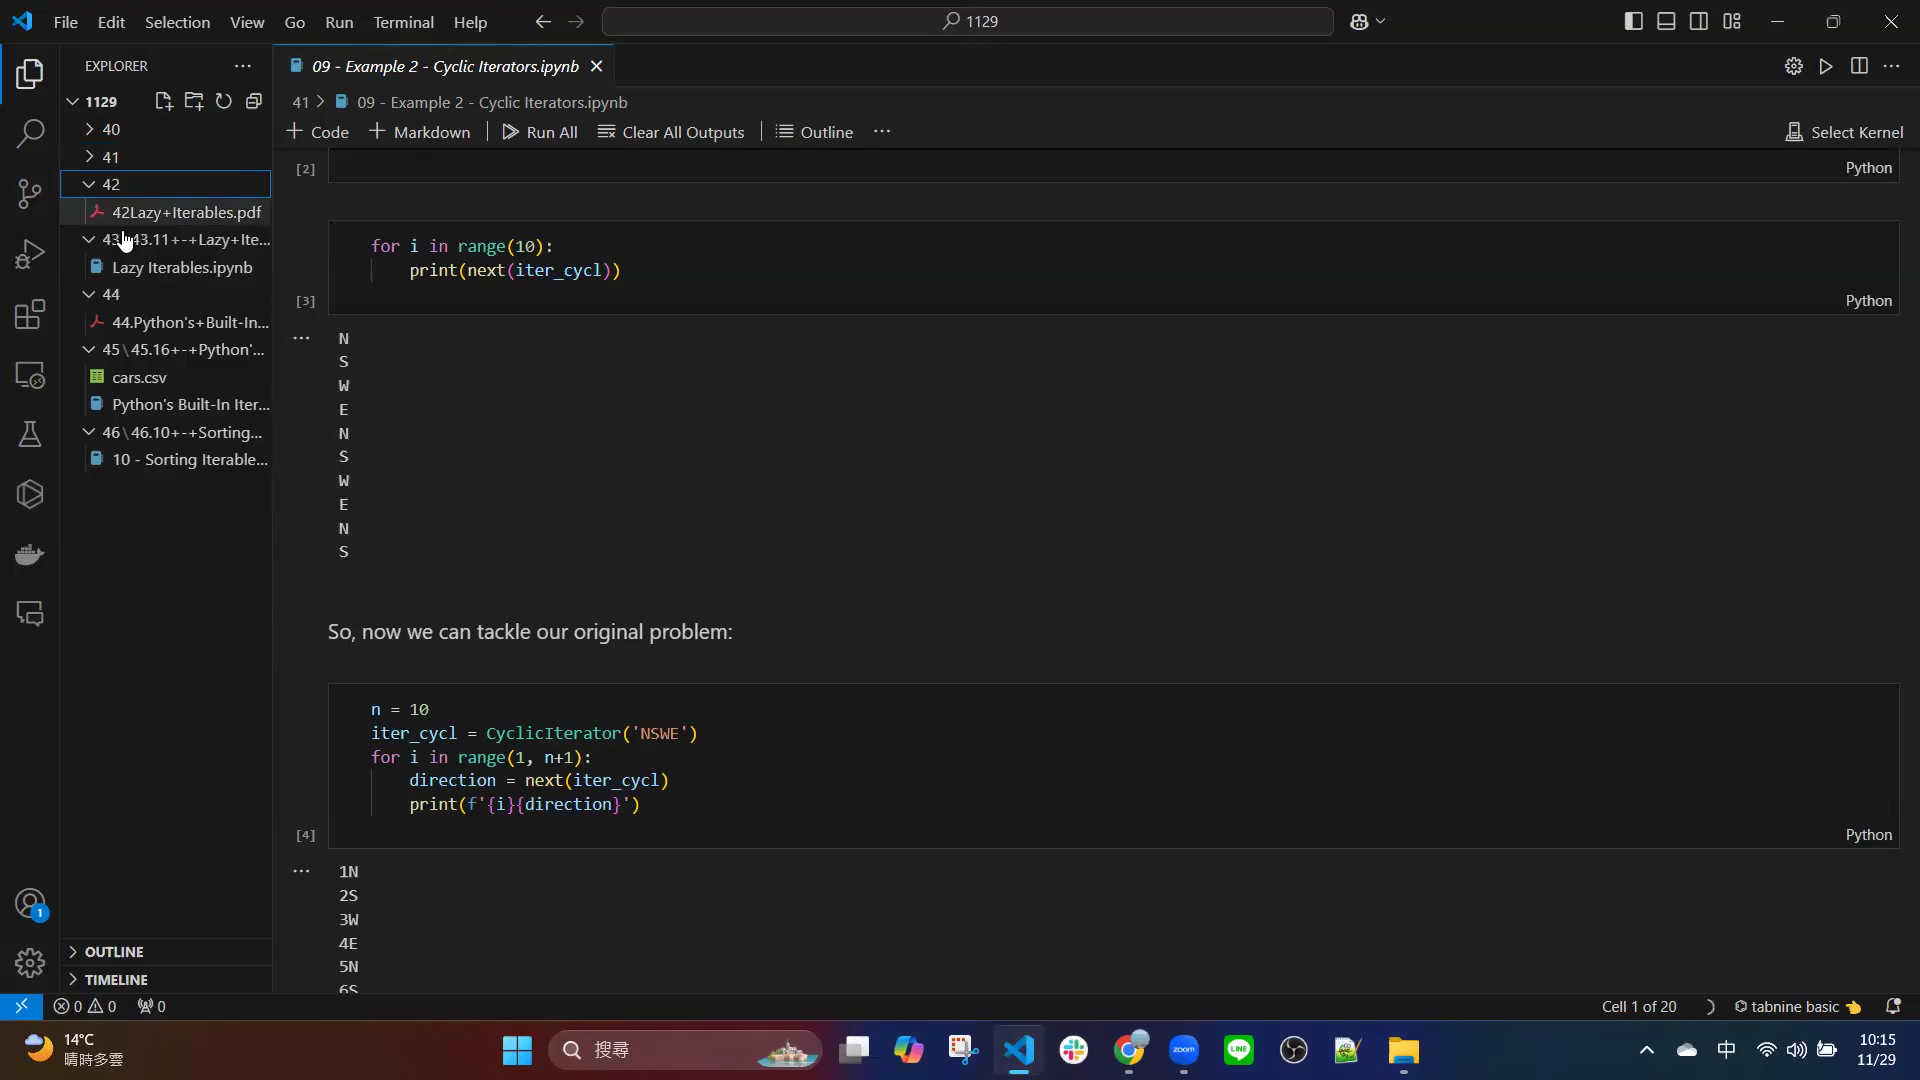 File Edit Selection View Go Run Terminal Help
1129
EXPLORER
1129
40
41
42
42Lazy+Iterables.pdf
43\43.11+-+Lazy+Ite...
Lazy Iterables.ipynb
44
44.Python's+Built-In...
45\45.16+-+Python'...
cars.csv
Python's Built-In Iter...
46\46.10+-+Sorting...
10 - Sorting Iterable...
OUTLINE
TIMELINE
09 - Example 2 - Cyclic Iterators.ipynb
41 > 09 - Example 2 - Cyclic Iterators.ipynb
+ Code + Markdown Run All Clear All Outputs Outline ...
Select Kernel
[2]
Python
for i in range(10):
print(next(iter_cycl))
[3]
Python
N
S
W
E
N
S
W
E
N
S
So, now we can tackle our original problem:
n = 10
iter_cycl = CyclicIterator('NSWE')
for i in range(1, n+1):
direction = next(iter_cycl)
print(f'{i}{direction}')
[4]
Python
1N
2S
3W
4E
5N
6S
1
0 0 0
Cell 1 of 20
tabnine basic
14°C
晴時多雲
搜尋
zoom
LINE
中
10:15
11/29